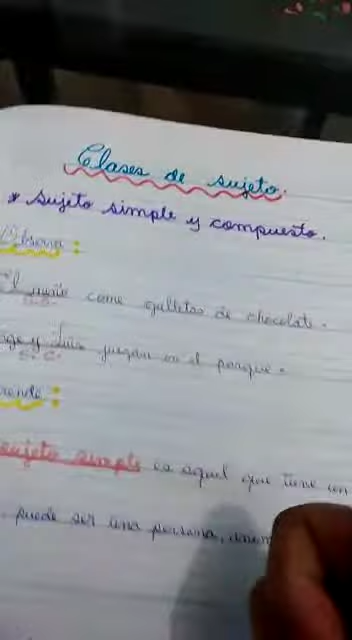 Clases de sujeto.
* Sujeto simple y compuesto.
Observa:
El niño come galletas de chocolate.
y Luis juegan en el parque.
sujeto simple es aquel que tiene un
puede ser una persona,